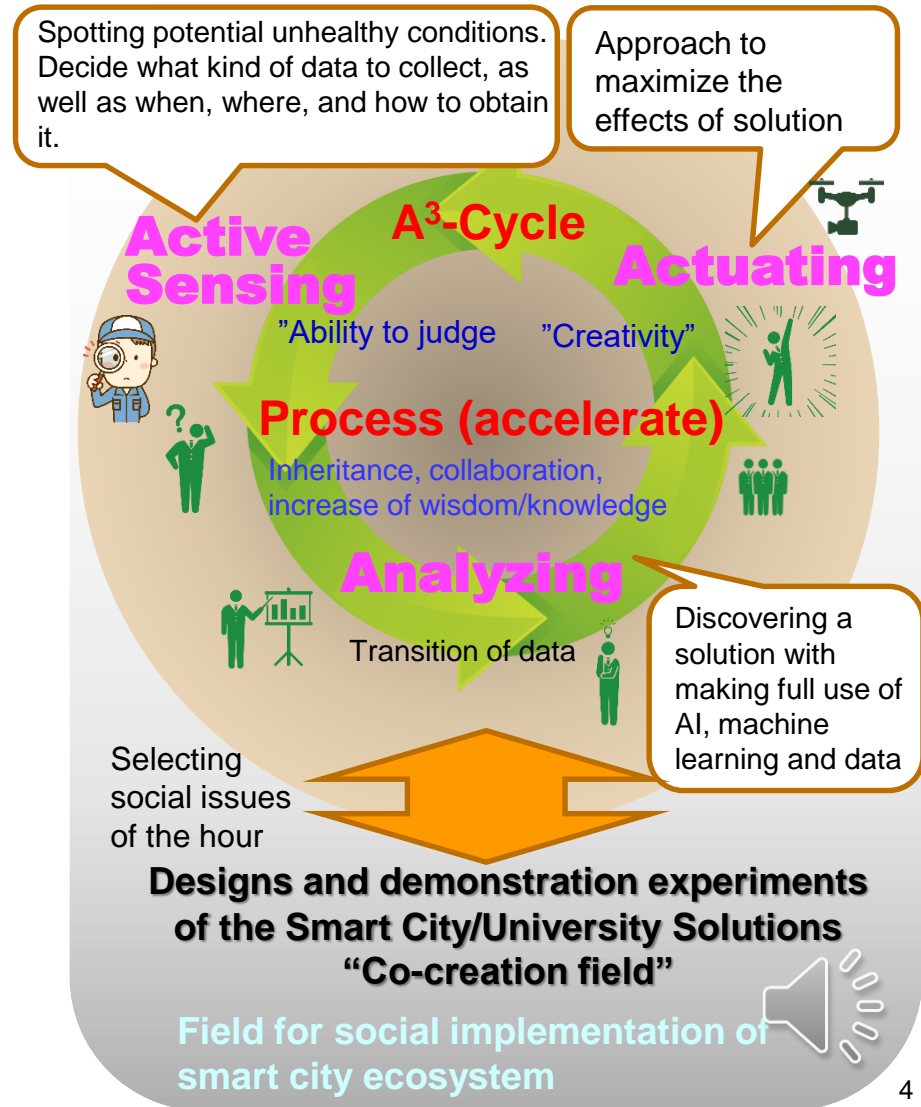 Spotting potential unhealthy conditions.
Decide what kind of data to collect, as
well as when, where, and how to obtain
it.
Approach to
maximize the
effects of solution
A³-Cycle
Active
Sensing
Actuating
”Ability to judge
”Creativity”
Process (accelerate)
Inheritance, collaboration,
increase of wisdom/knowledge
?
Analyzing
Transition of data
Discovering a
solution with
making full use of
AI, machine
learning and data
Selecting
social issues
of the hour
Designs and demonstration experiments
of the Smart City/University Solutions
“Co-creation field”
Field for social implementation of
smart city ecosystem
4